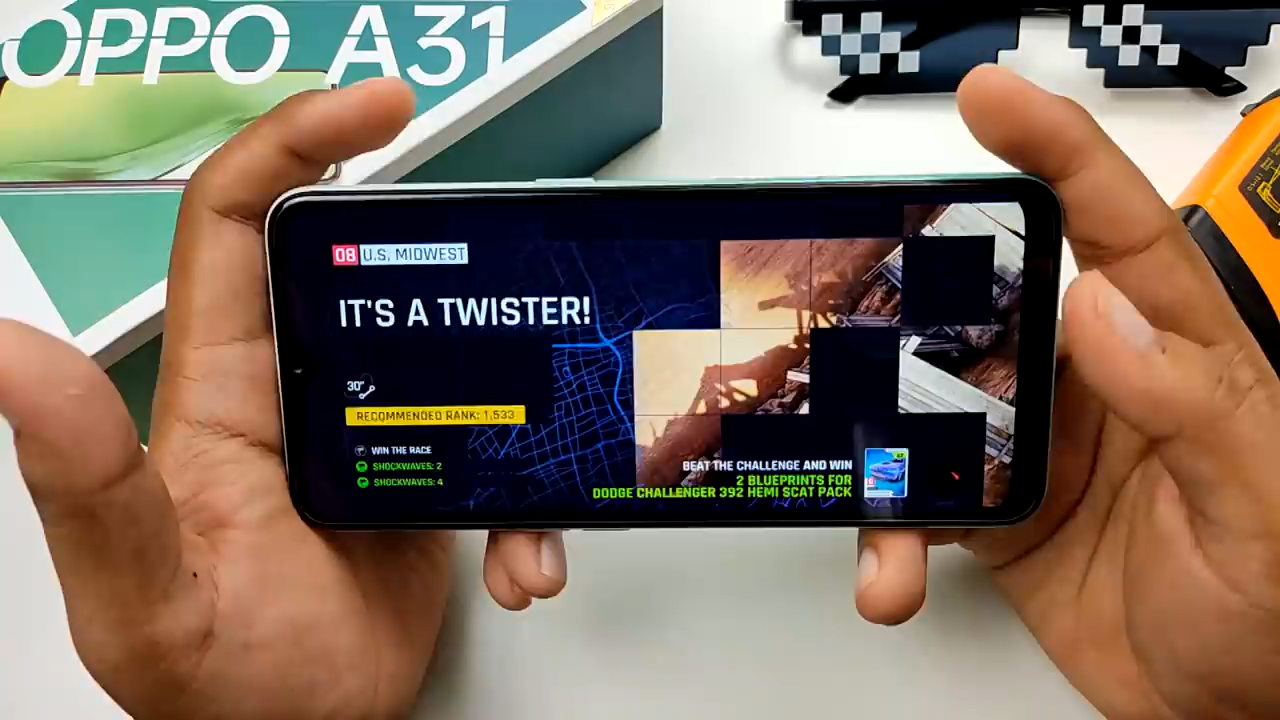 OPPO A31
08 U.S. MIDWEST
IT'S A TWISTER!
30"
RECOMMENDED RANK: 1,533
WIN THE RACE
SHOCKWAVES: 2
SHOCKWAVES: 4
BEAT THE CHALLENGE AND WIN
2 BLUEPRINTS FOR
DODGE CHALLENGER 392 HEMI SCAT PACK